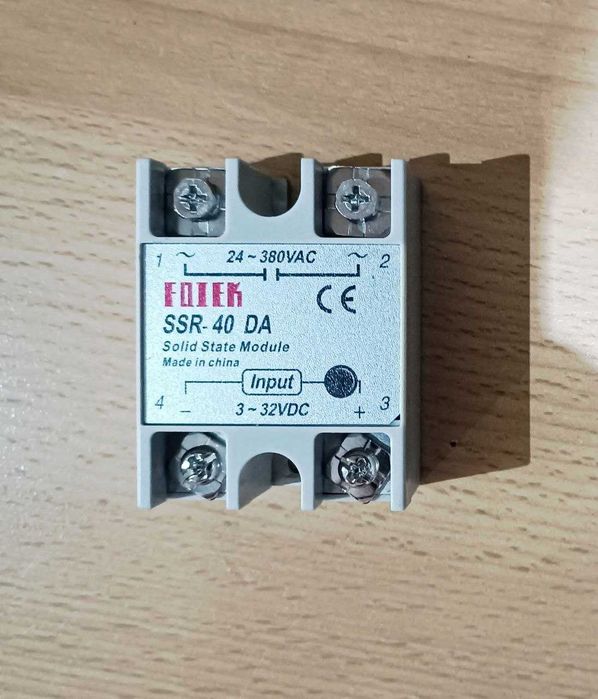 1 ~ 24~380VAC ~ 2
FOTEK CE
SSR-40 DA
Solid State Module
Made in china
Input
4 − 3~32VDC + 3